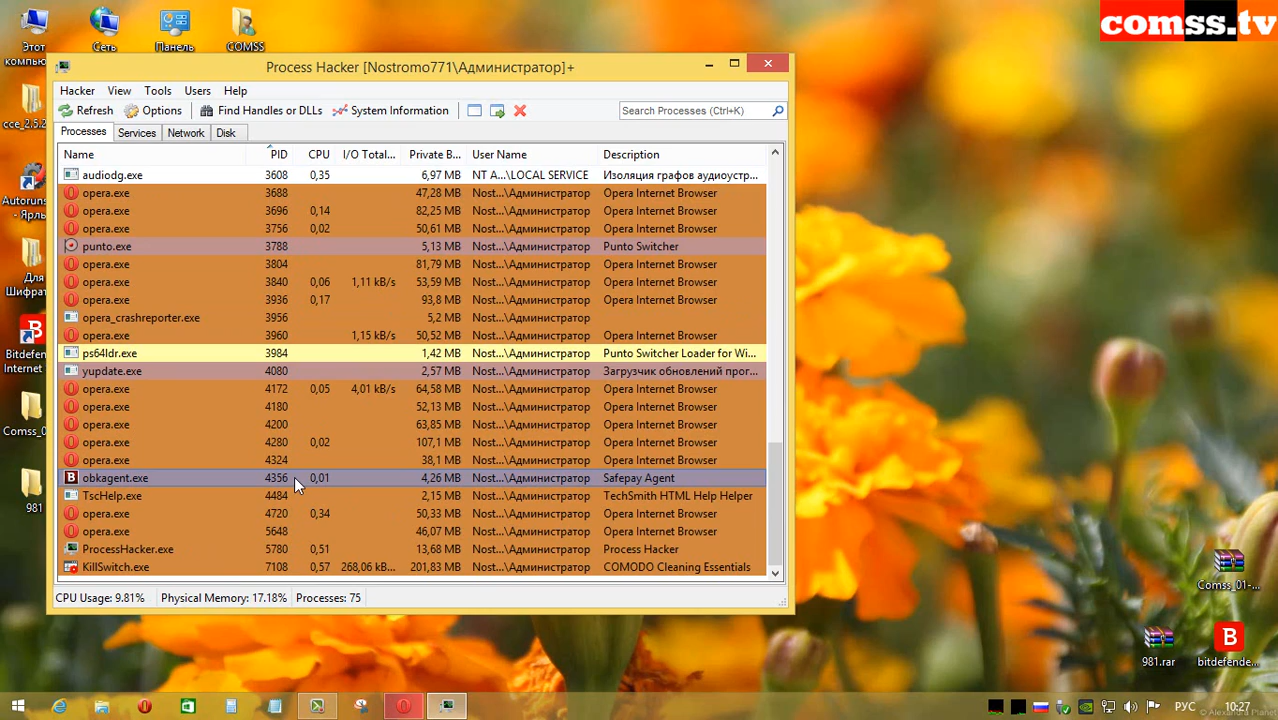 comss.tv
Этот
компью
Сеть
Панель
COMSS
cce_2.5.2
Autoruns
- Ярль
Для
Шифрат
Bitdefend
Internet
Comss_0
981
Process Hacker [Nostromo771\Администратор]+
Hacker View Tools Users Help
Refresh Options Find Handles or DLLs System Information Search Processes (Ctrl+K)
Processes Services Network Disk
Name PID CPU I/O Total... Private B... User Name Description
audiodg.exe 3608 0,35 6,97 MB NT A...\LOCAL SERVICE Изоляция графов аудиоустр...
opera.exe 3688 47,28 MB Nost...\Администратор Opera Internet Browser
opera.exe 3696 0,14 82,25 MB Nost...\Администратор Opera Internet Browser
opera.exe 3756 0,02 50,61 MB Nost...\Администратор Opera Internet Browser
punto.exe 3788 5,13 MB Nost...\Администратор Punto Switcher
opera.exe 3804 81,79 MB Nost...\Администратор Opera Internet Browser
opera.exe 3840 0,06 1,11 kB/s 53,59 MB Nost...\Администратор Opera Internet Browser
opera.exe 3936 0,17 93,8 MB Nost...\Администратор Opera Internet Browser
opera_crashreporter.exe 3956 5,2 MB Nost...\Администратор
opera.exe 3960 1,15 kB/s 50,52 MB Nost...\Администратор Opera Internet Browser
ps64ldr.exe 3984 1,42 MB Nost...\Администратор Punto Switcher Loader for Wi...
yupdate.exe 4080 2,57 MB Nost...\Администратор Загрузчик обновлений прог...
opera.exe 4172 0,05 4,01 kB/s 64,58 MB Nost...\Администратор Opera Internet Browser
opera.exe 4180 52,13 MB Nost...\Администратор Opera Internet Browser
opera.exe 4200 63,85 MB Nost...\Администратор Opera Internet Browser
opera.exe 4280 0,02 107,1 MB Nost...\Администратор Opera Internet Browser
opera.exe 4324 38,1 MB Nost...\Администратор Opera Internet Browser
obkagent.exe 4356 0,01 4,26 MB Nost...\Администратор Safepay Agent
TscHelp.exe 4484 2,15 MB Nost...\Администратор TechSmith HTML Help Helper
opera.exe 4720 0,34 50,33 MB Nost...\Администратор Opera Internet Browser
opera.exe 5648 46,07 MB Nost...\Администратор Opera Internet Browser
ProcessHacker.exe 5780 0,51 13,68 MB Nost...\Администратор Process Hacker
KillSwitch.exe 7108 0,57 268,06 kB... 201,83 MB Nost...\Администратор COMODO Cleaning Essentials
CPU Usage: 9.81% Physical Memory: 17.18% Processes: 75
Comss_01-...
981.rar
bitdefende...
РУС
10:27